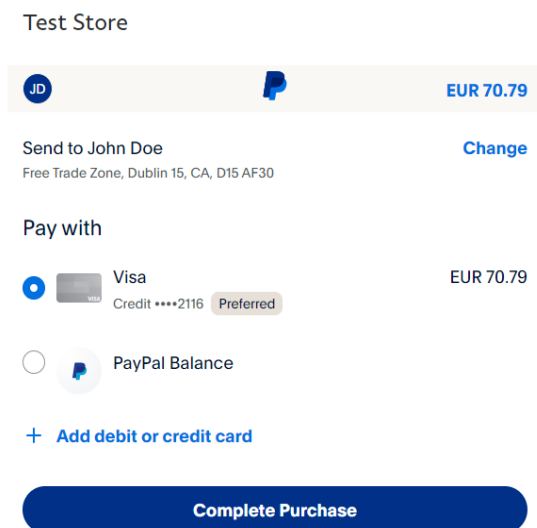 Test Store
JD
EUR 70.79
Send to John Doe
Change
Free Trade Zone, Dublin 15, CA, D15 AF30
Pay with
Visa
EUR 70.79
VISA
Credit ••••2116 Preferred
PayPal Balance
+ Add debit or credit card
Complete Purchase